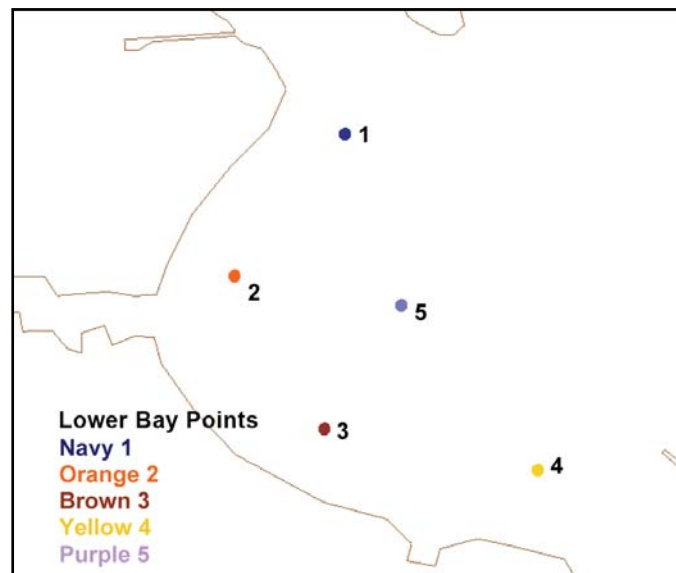 1
2
5
3
4
Lower Bay Points
Navy 1
Orange 2
Brown 3
Yellow 4
Purple 5